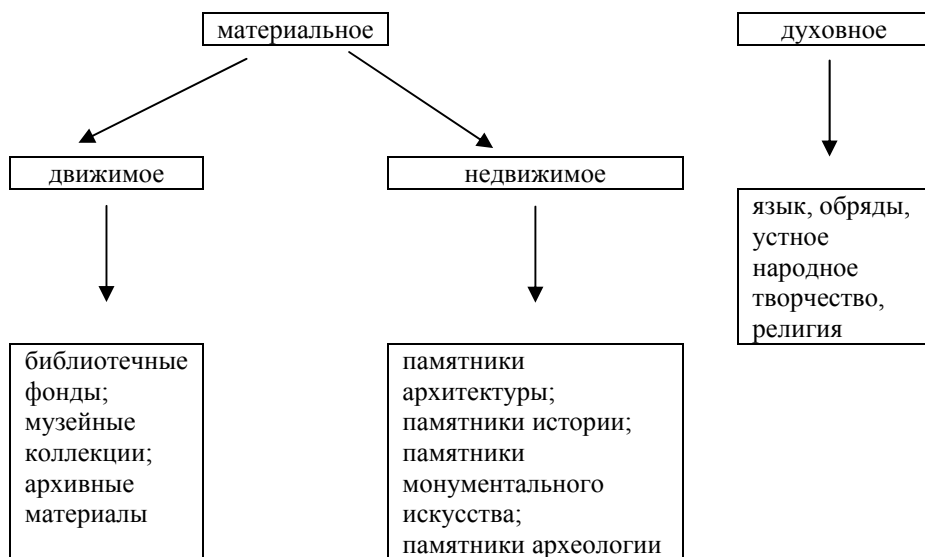 материальное
духовное
движимое
недвижимое
язык, обряды,
устное
народное
творчество,
религия
библиотечные
фонды;
музейные
коллекции;
архивные
материалы
памятники
архитектуры;
памятники истории;
памятники
монументального
искусства;
памятники археологии